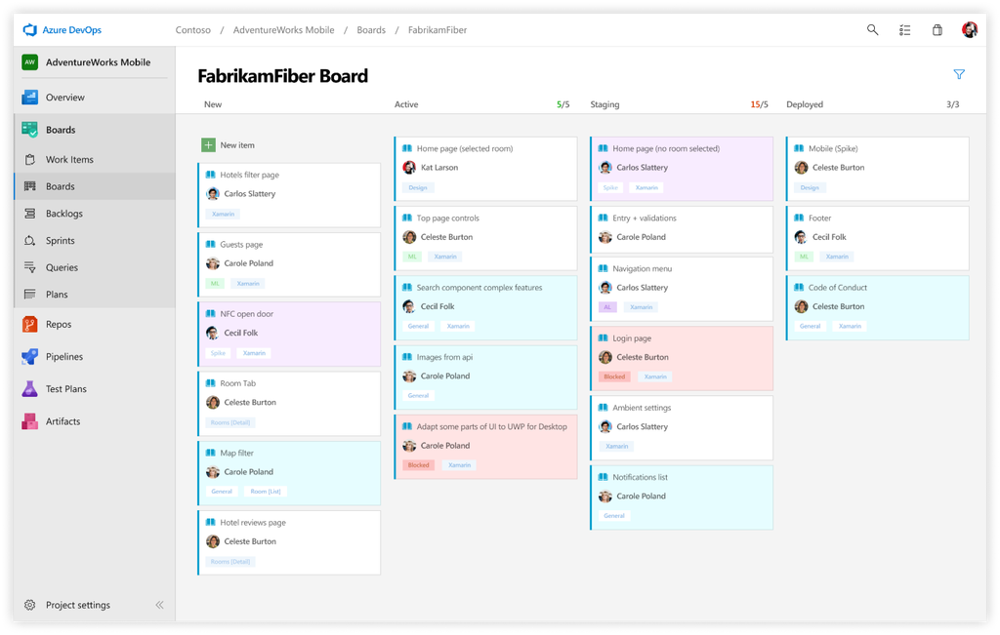 Azure DevOps
Contoso / AdventureWorks Mobile / Boards / FabrikamFiber
AW AdventureWorks Mobile
Overview
Boards
Work Items
Boards
Backlogs
Sprints
Queries
Plans
Repos
Pipelines
Test Plans
Artifacts
Project settings
FabrikamFiber Board
New
New item
Hotels filter page
Carlos Slattery
Xamarin
Guests page
Carole Poland
ML Xamarin
NFC open door
Cecil Folk
Spike Xamarin
Room Tab
Celeste Burton
Rooms [Detail]
Map filter
Carole Poland
General Room [List]
Hotel reviews page
Celeste Burton
Rooms [Detail]
Active 5/5
Home page (selected room)
Kat Larson
Design
Top page controls
Celeste Burton
ML Xamarin
Search component complex features
Cecil Folk
General Xamarin
Images from api
Carole Poland
General
Adapt some parts of UI to UWP for Desktop
Carole Poland
Blocked Xamarin
Staging 15/5
Home page (no room selected)
Carlos Slattery
Spike Xamarin
Entry + validations
Carole Poland
Navigation menu
Carlos Slattery
AL Xamarin
Login page
Celeste Burton
Blocked Xamarin
Ambient settings
Carlos Slattery
Xamarin
Notifications list
Carole Poland
General
Deployed 3/3
Mobile (Spike)
Celeste Burton
Design
Footer
Cecil Folk
ML Xamarin
Code of Conduct
Celeste Burton
General Xamarin